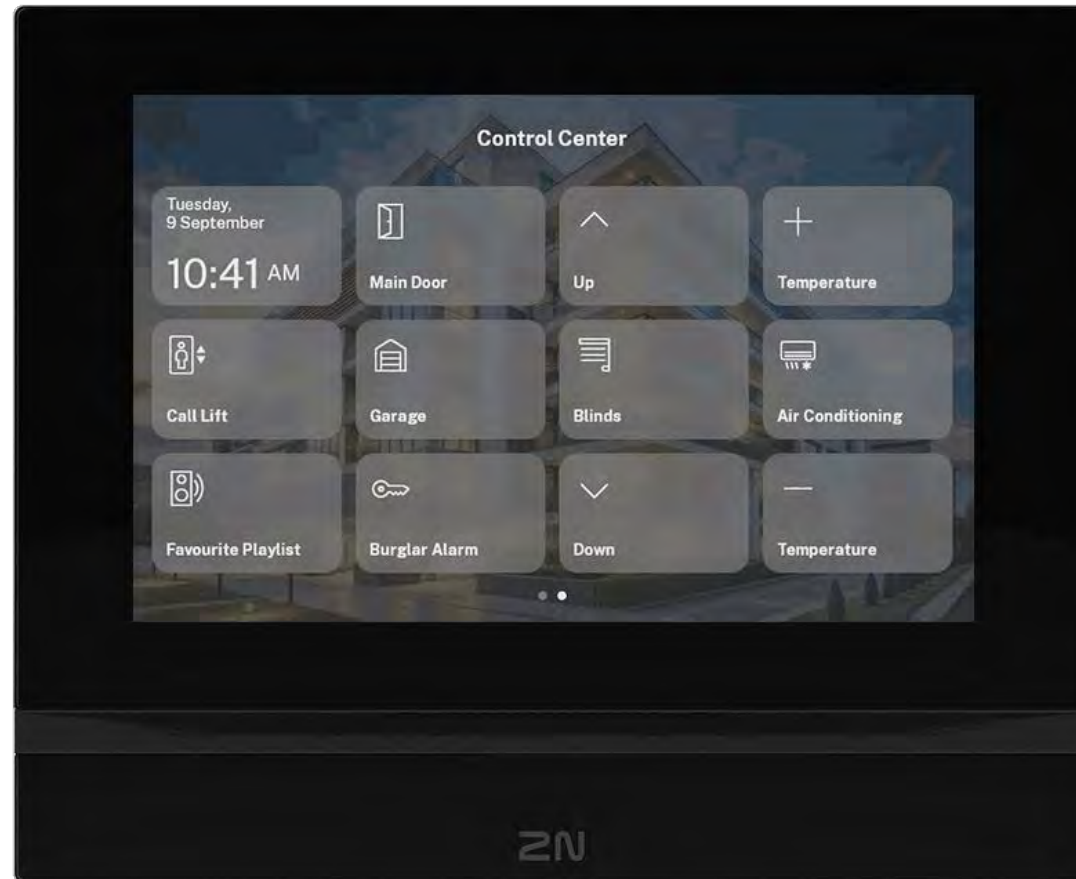 Control Center
Tuesday,
9 September
10:41 AM
Main Door
Up
Temperature
Call Lift
Garage
Blinds
Air Conditioning
Favourite Playlist
Burglar Alarm
Down
Temperature
2N